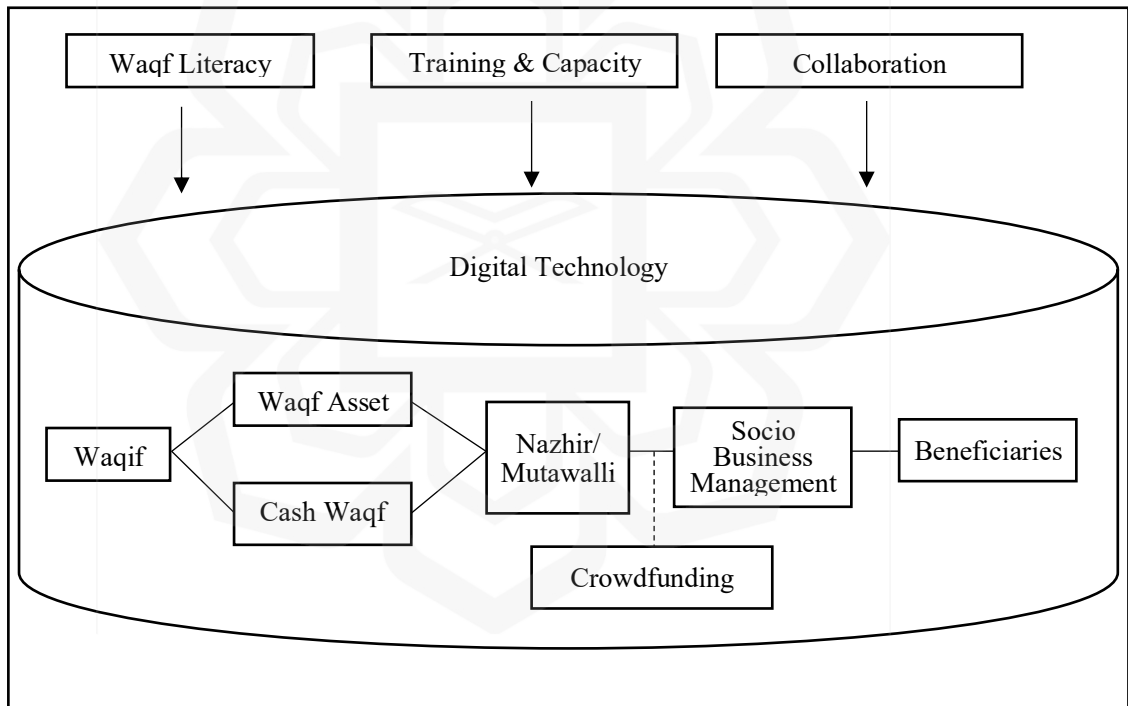 Waqf Literacy
Training & Capacity
Collaboration
Digital Technology
Waqif
Waqf Asset
Cash Waqf
Nazhir/
Mutawalli
Socio
Business
Management
Beneficiaries
Crowdfunding